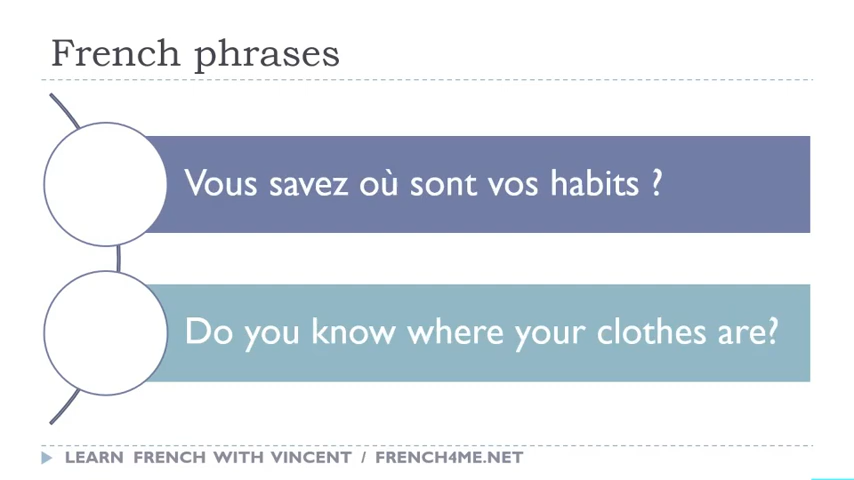 French phrases
Vous savez où sont vos habits ?
Do you know where your clothes are?
LEARN FRENCH WITH VINCENT / FRENCH4ME.NET